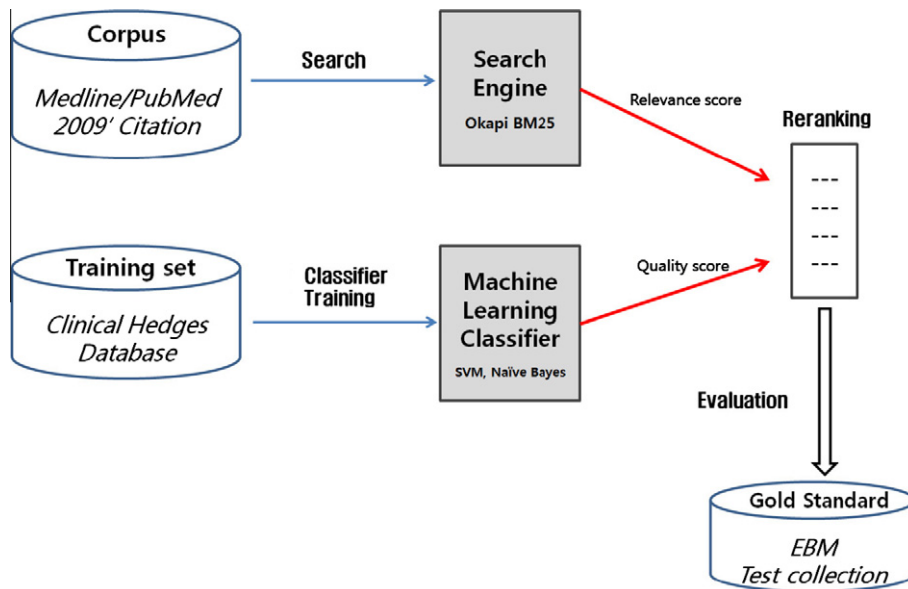 Corpus
Medline/PubMed
2009' Citation
Search
Search
Engine
Okapi BM25
Relevance score
Reranking
---
---
---
---
Training set
Clinical Hedges
Database
Classifier
Training
Machine
Learning
Classifier
SVM, Naïve Bayes
Quality score
Evaluation
Gold Standard
EBM
Test collection